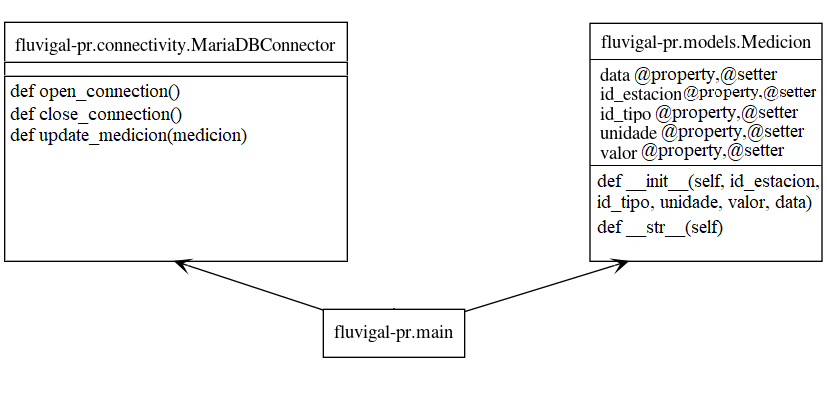 fluvigal-pr.connectivity.MariaDBConnector
def open_connection()
def close_connection()
def update_medicion(medicion)
fluvigal-pr.models.Medicion
data @property,@setter
id_estacion@property,@setter
id_tipo @property,@setter
unidade @property,@setter
valor @property,@setter
def __init__(self, id_estacion,
id_tipo, unidade, valor, data)
def __str__(self)
fluvigal-pr.main